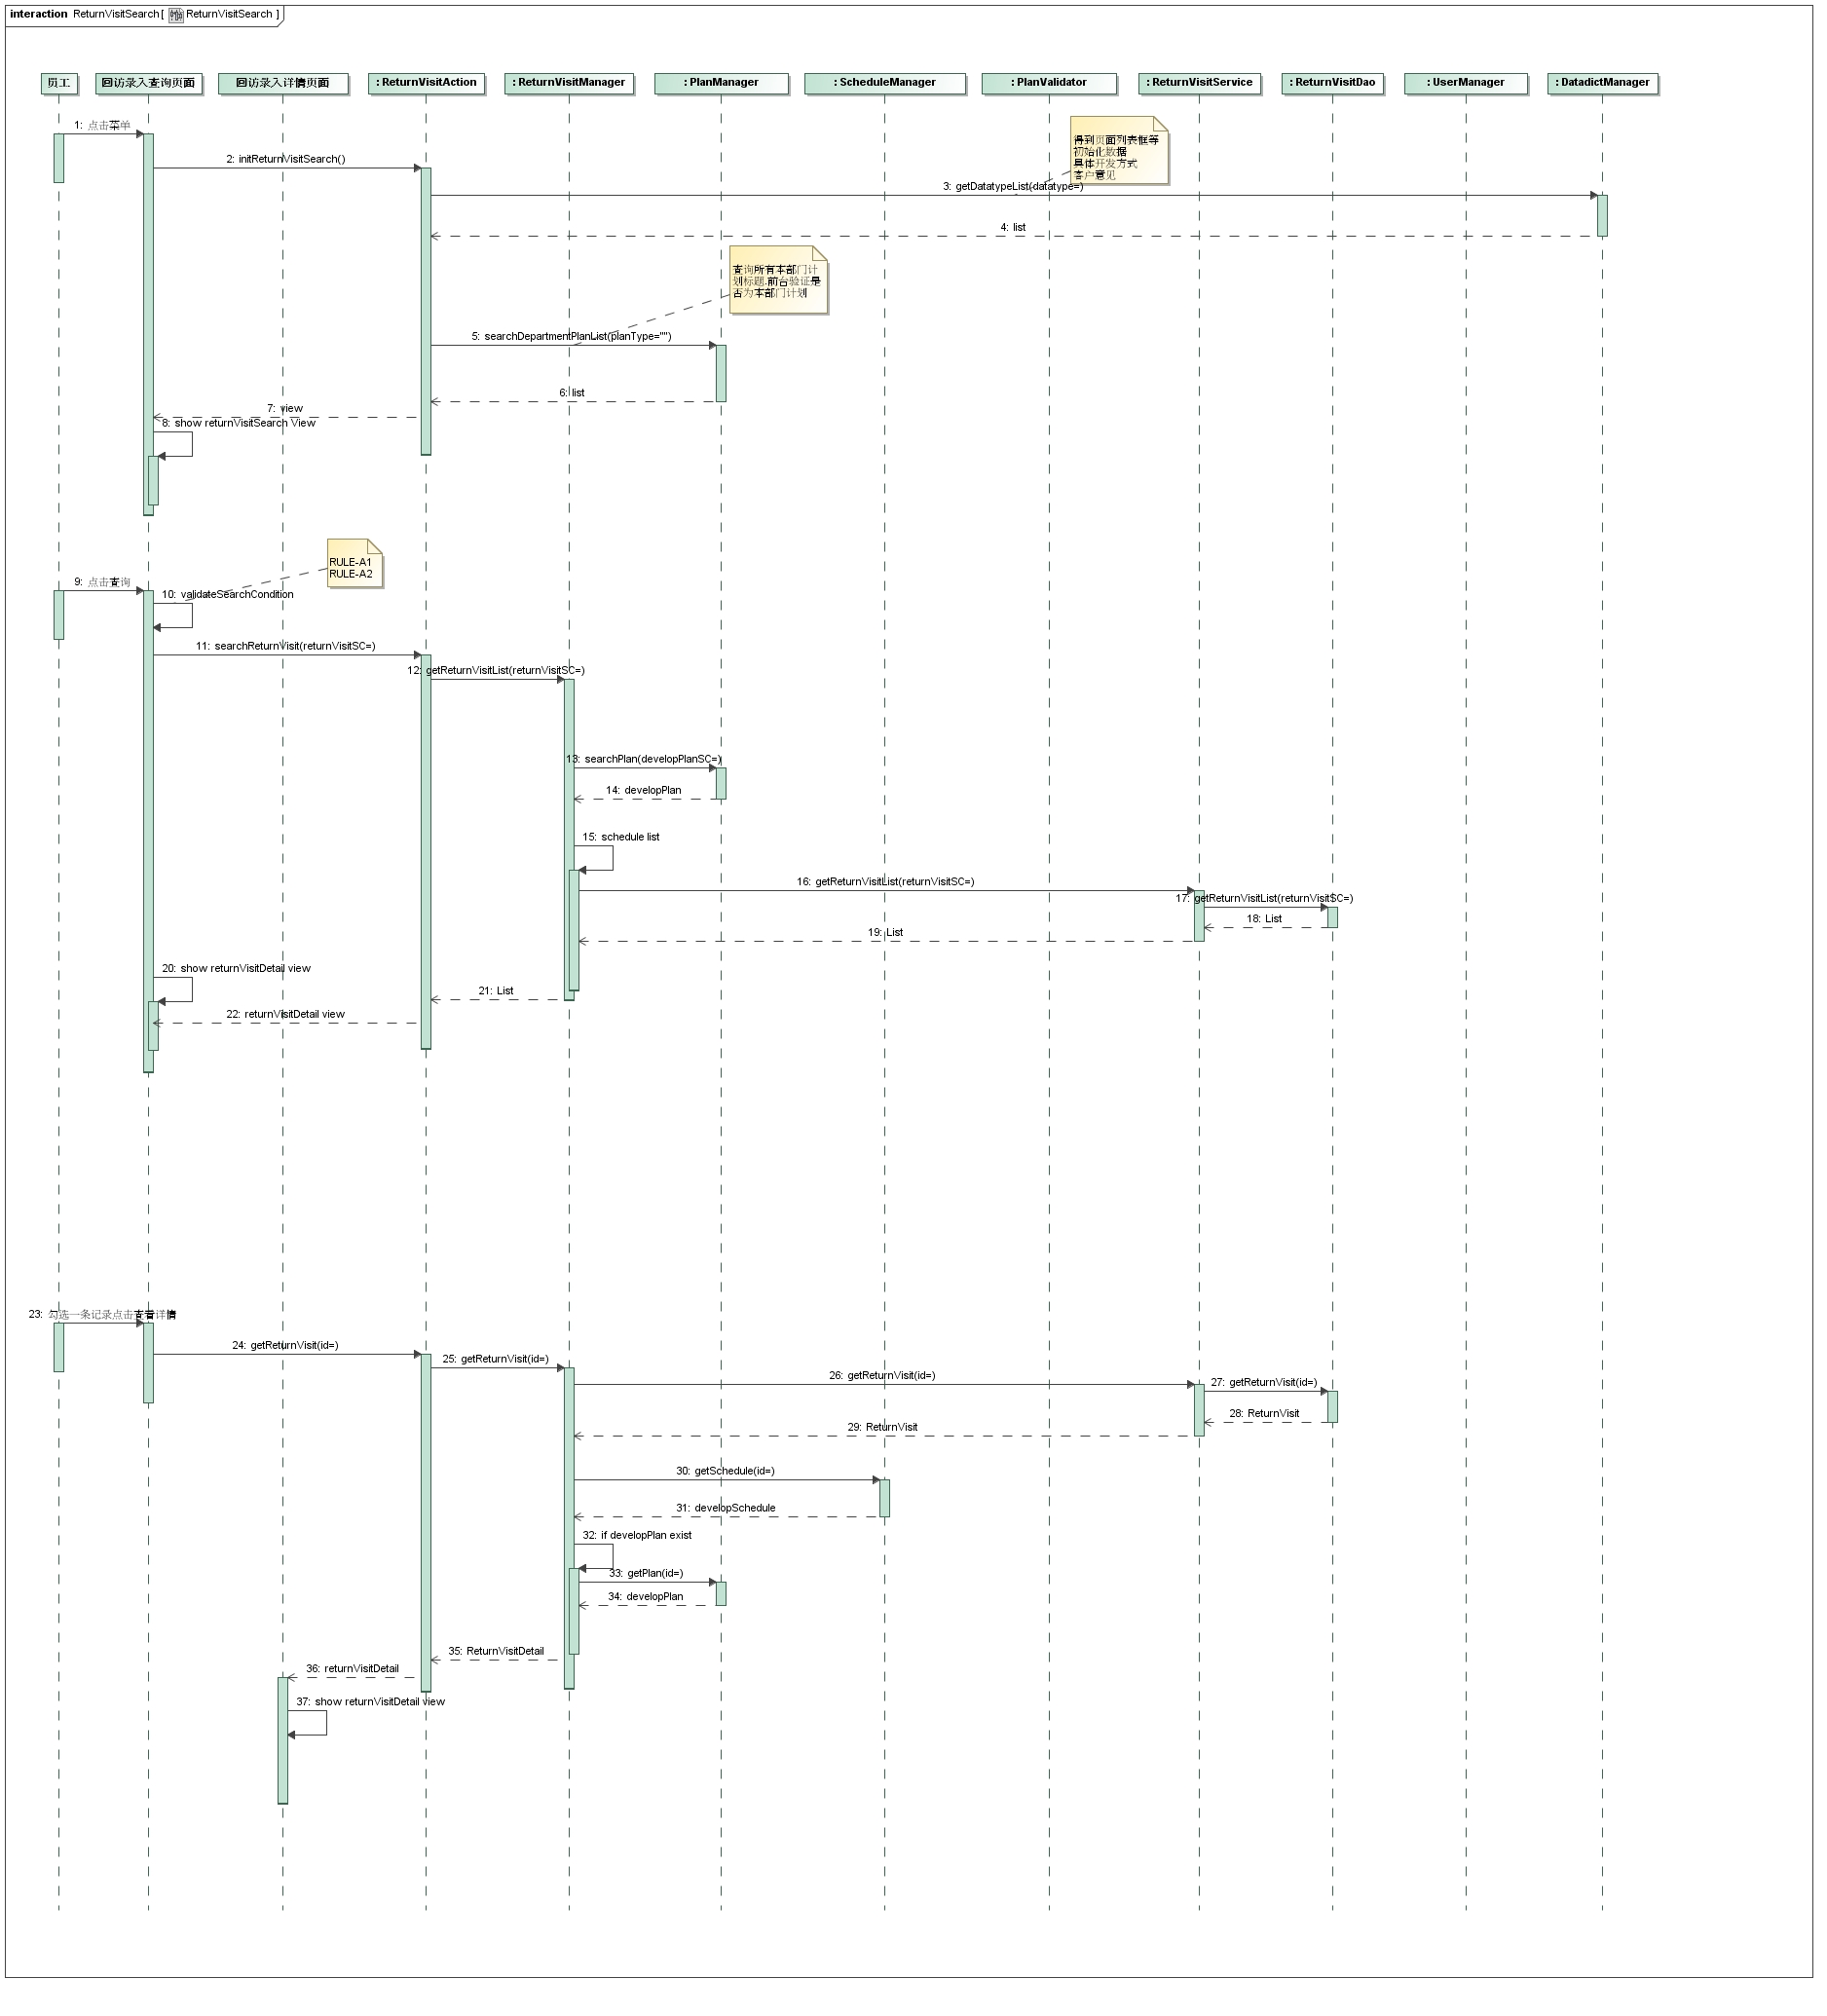 interaction ReturnVisitSearch [ ReturnVisitSearch ]
员工
回访录入查询页面
回访录入详情页面
: ReturnVisitAction
: ReturnVisitManager
: PlanManager
: ScheduleManager
: PlanValidator
: ReturnVisitService
: ReturnVisitDao
: UserManager
: DatadictManager
1: 点击菜单
得到页面列表框等
初始化数据
具体开发方式
客户意见
2: initReturnVisitSearch()
3: getDatatypeList(datatype=)
4: list
查询所有本部门计
划标题.前台验证是
否为本部门计划
5: searchDepartmentPlanList(planType="")
6: list
7: view
8: show returnVisitSearch View
RULE-A1
RULE-A2
9: 点击查询
10: validateSearchCondition
11: searchReturnVisit(returnVisitSC=)
12: getReturnVisitList(returnVisitSC=)
13: searchPlan(developPlanSC=)
14: developPlan
15: schedule list
16: getReturnVisitList(returnVisitSC=)
17: getReturnVisitList(returnVisitSC=)
18: List
19: List
20: show returnVisitDetail view
21: List
22: returnVisitDetail view
23: 勾选一条记录点击查看详情
24: getReturnVisit(id=)
25: getReturnVisit(id=)
26: getReturnVisit(id=)
27: getReturnVisit(id=)
28: ReturnVisit
29: ReturnVisit
30: getSchedule(id=)
31: developSchedule
32: if developPlan exist
33: getPlan(id=)
34: developPlan
35: ReturnVisitDetail
36: returnVisitDetail
37: show returnVisitDetail view